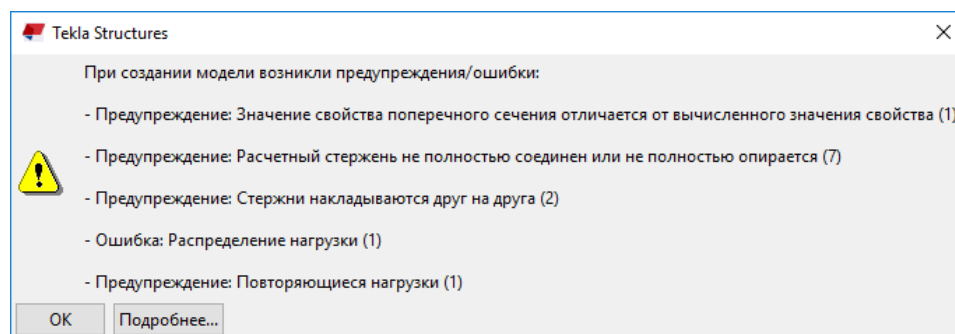 Tekla Structures
При создании модели возникли предупреждения/ошибки:
- Предупреждение: Значение свойства поперечного сечения отличается от вычисленного значения свойства (1)
- Предупреждение: Расчетный стержень не полностью соединен или не полностью опирается (7)
- Предупреждение: Стержни накладываются друг на друга (2)
- Ошибка: Распределение нагрузки (1)
- Предупреждение: Повторяющиеся нагрузки (1)
OK Подробнее...